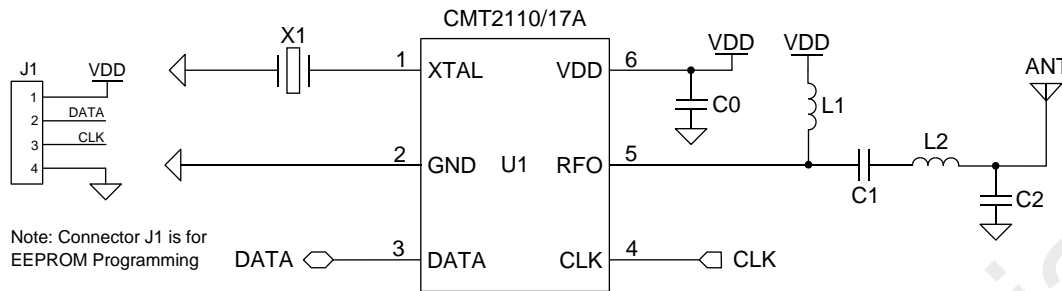 CMT2110/17A
X1
J1
VDD
1
2
3
4
DATA
CLK
Note: Connector J1 is for
EEPROM Programming
1
XTAL
2
GND
3
DATA
DATA
U1
VDD
6
RFO
5
CLK
4
CLK
VDD
C0
VDD
L1
C1
L2
C2
ANT